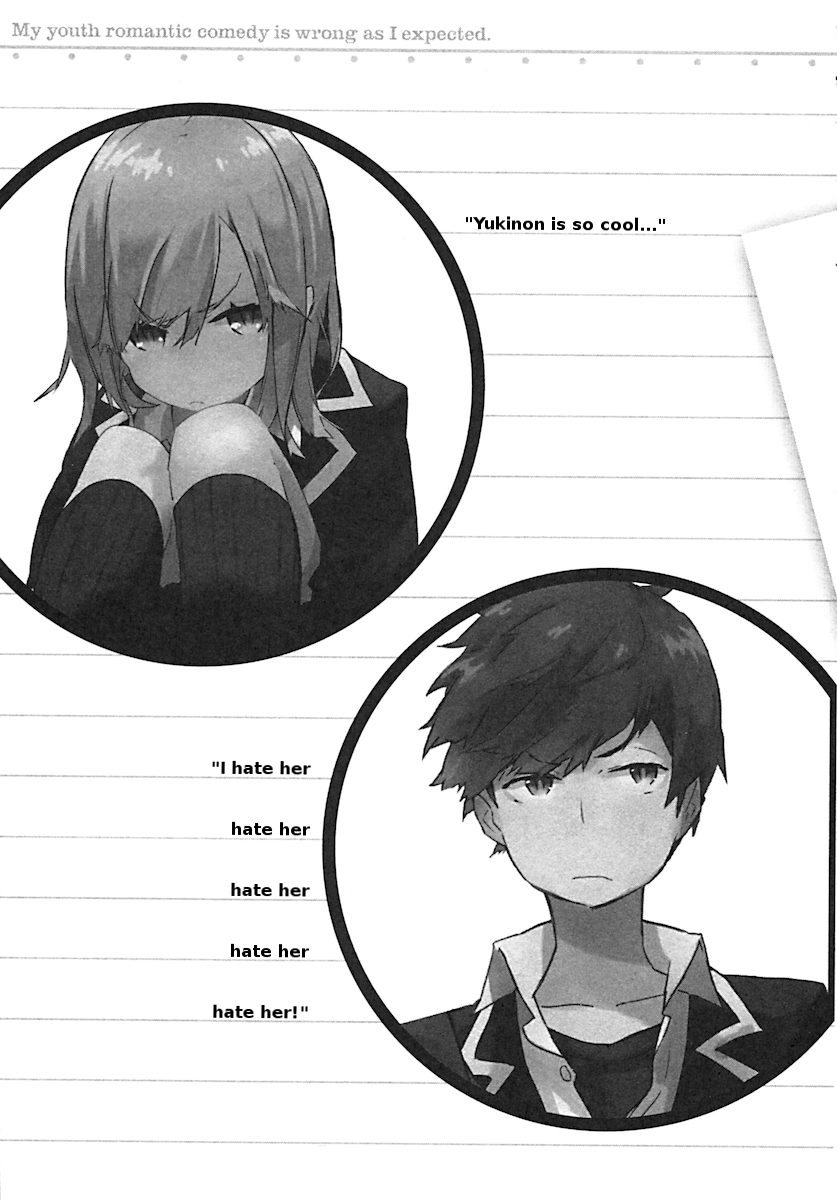 My youth romantic comedy is wrong as I expected.
"Yukinon is so cool..."
"I hate her
hate her
hate her
hate her
hate her!"